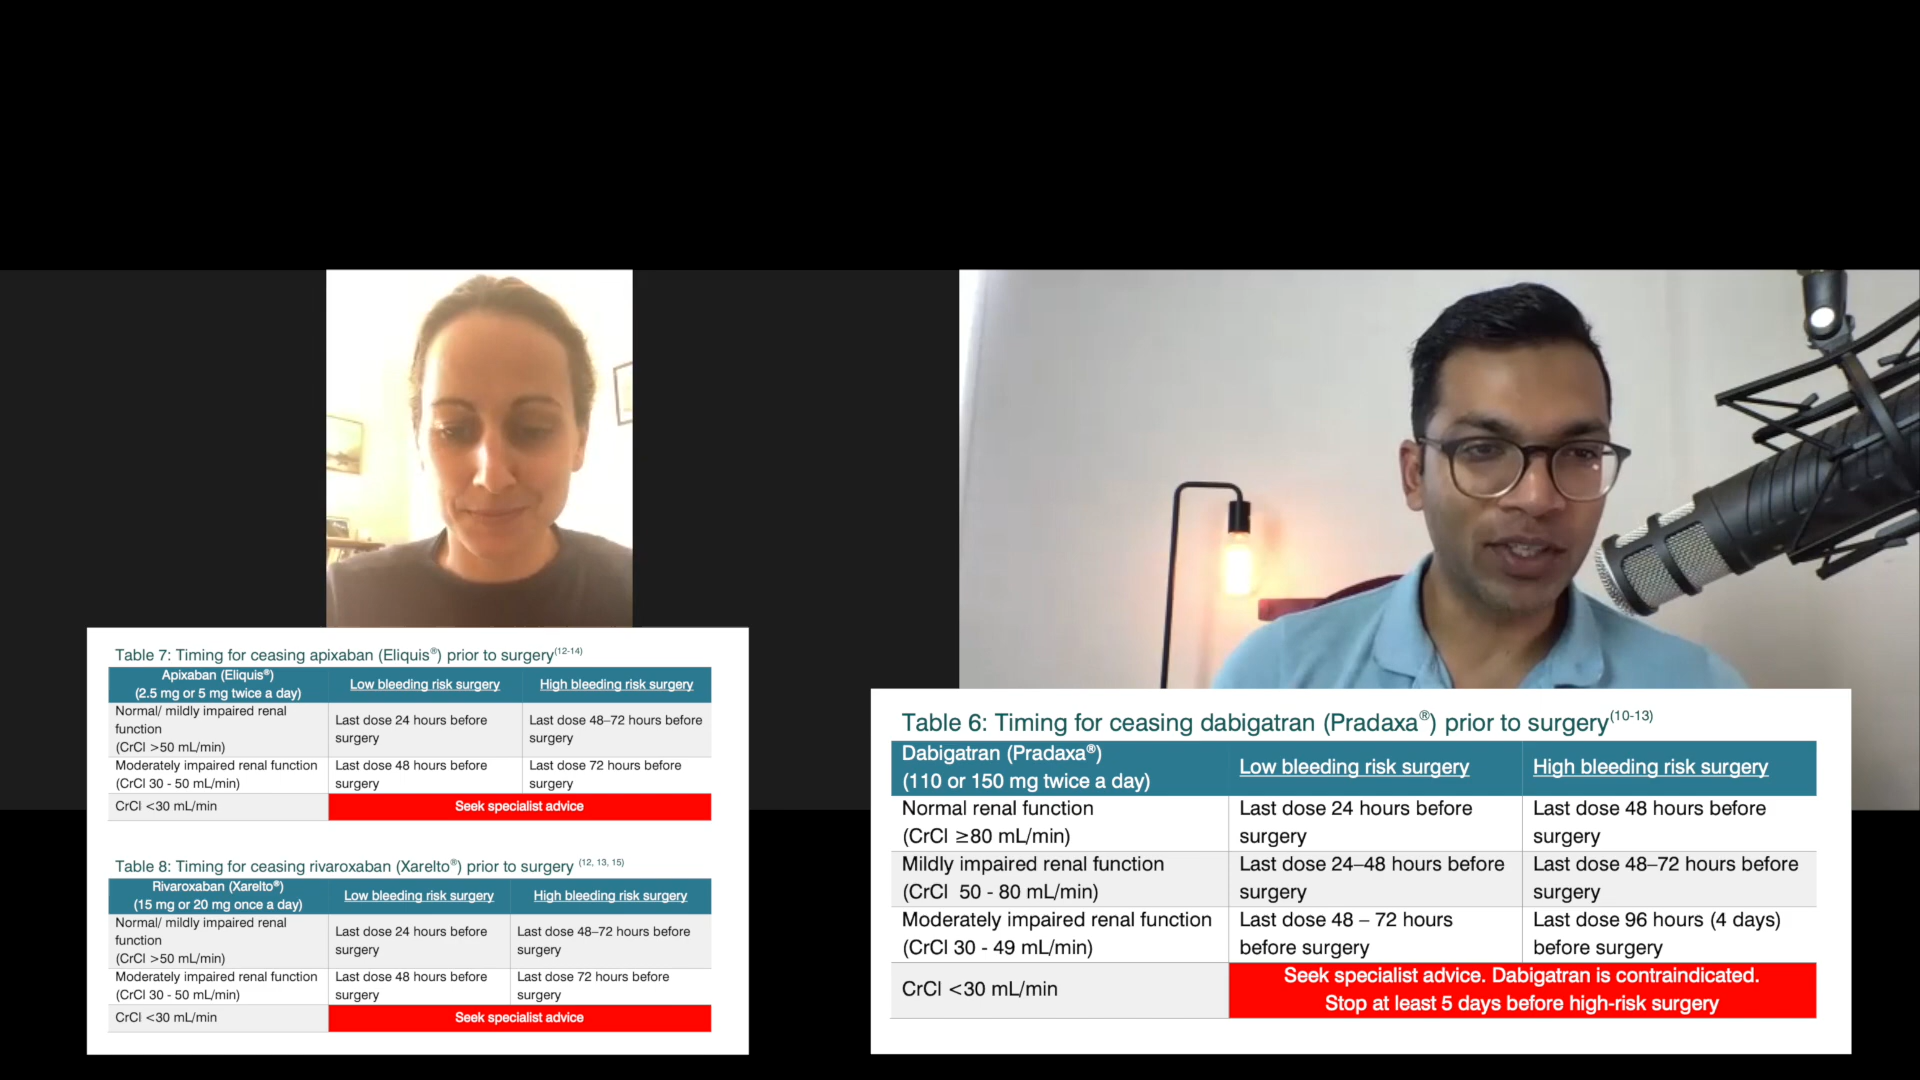 Table 7: Timing for ceasing apixaban (Eliquis®) prior to surgery(12-14)
Apixaban (Eliquis®)
(2.5 mg or 5 mg twice a day)
Low bleeding risk surgery
High bleeding risk surgery
Normal/ mildly impaired renal
function
(CrCl >50 mL/min)
Last dose 24 hours before
surgery
Last dose 48–72 hours before
surgery
Moderately impaired renal function
(CrCl 30 - 50 mL/min)
Last dose 48 hours before
surgery
Last dose 72 hours before
surgery
CrCl <30 mL/min
Seek specialist advice
Table 8: Timing for ceasing rivaroxaban (Xarelto®) prior to surgery (12, 13, 15)
Rivaroxaban (Xarelto®)
(15 mg or 20 mg once a day)
Low bleeding risk surgery
High bleeding risk surgery
Normal/ mildly impaired renal
function
(CrCl >50 mL/min)
Last dose 24 hours before
surgery
Last dose 48–72 hours before
surgery
Moderately impaired renal function
(CrCl 30 - 50 mL/min)
Last dose 48 hours before
surgery
Last dose 72 hours before
surgery
CrCl <30 mL/min
Seek specialist advice
Table 6: Timing for ceasing dabigatran (Pradaxa®) prior to surgery(10-13)
Dabigatran (Pradaxa®)
(110 or 150 mg twice a day)
Low bleeding risk surgery
High bleeding risk surgery
Normal renal function
(CrCl ≥80 mL/min)
Last dose 24 hours before
surgery
Last dose 48 hours before
surgery
Mildly impaired renal function
(CrCl  50 - 80 mL/min)
Last dose 24–48 hours before
surgery
Last dose 48–72 hours before
surgery
Moderately impaired renal function
(CrCl 30 - 49 mL/min)
Last dose 48 – 72 hours
before surgery
Last dose 96 hours (4 days)
before surgery
CrCl <30 mL/min
Seek specialist advice. Dabigatran is contraindicated.
Stop at least 5 days before high-risk surgery